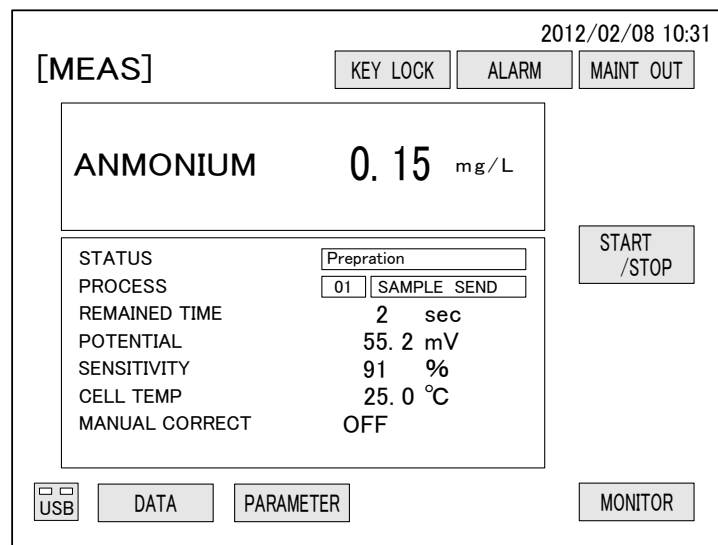 2012/02/08 10:31
[MEAS] KEY LOCK ALARM MAINT OUT
ANMONIUM 0.15 mg/L
STATUS Prepration
PROCESS 01 SAMPLE SEND
REMAINED TIME 2 sec
POTENTIAL 55.2 mV
SENSITIVITY 91 %
CELL TEMP 25.0 ℃
MANUAL CORRECT OFF
START
/STOP
USB DATA PARAMETER MONITOR